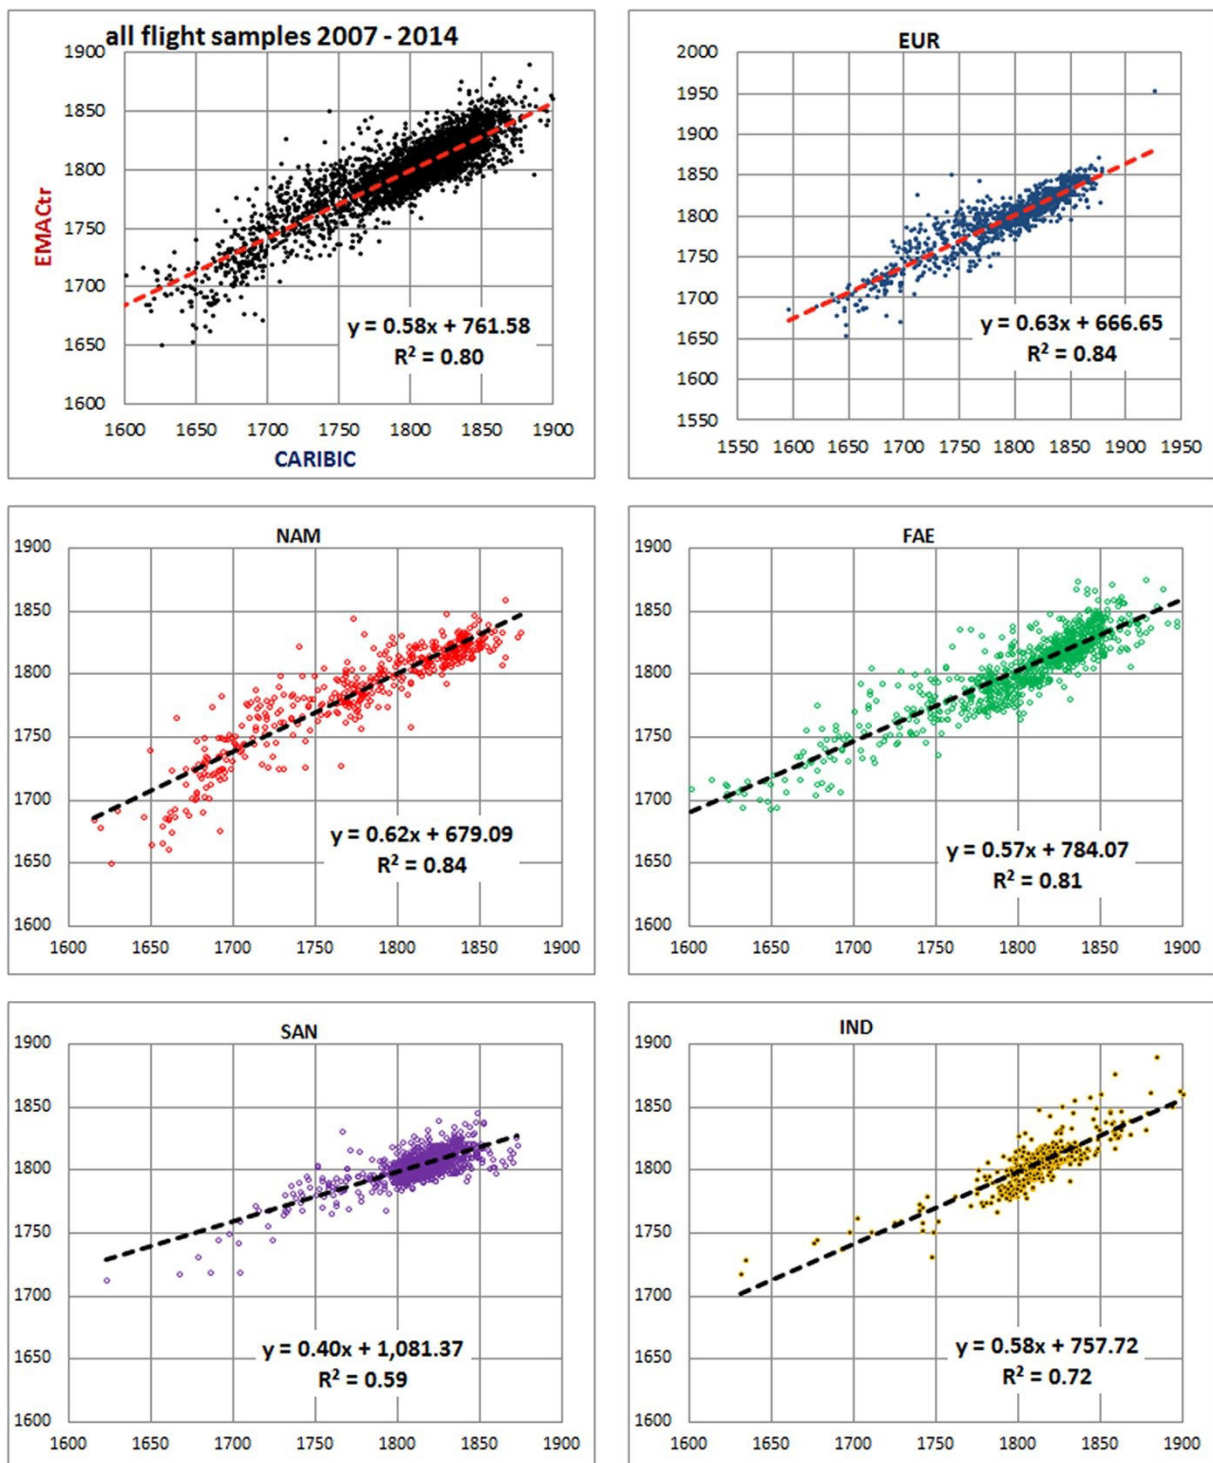 all flight samples 2007 - 2014
1900
1850
1800
1750
1700
1650
1600
EMACtr
1600 1650 1700 1750 1800 1850 1900
CARIBIC
y = 0.58x + 761.58
R² = 0.80
EUR
2000
1950
1900
1850
1800
1750
1700
1650
1600
1550
1550 1600 1650 1700 1750 1800 1850 1900 1950
y = 0.63x + 666.65
R² = 0.84
NAM
1900
1850
1800
1750
1700
1650
1600
1600 1650 1700 1750 1800 1850 1900
y = 0.62x + 679.09
R² = 0.84
FAE
1900
1850
1800
1750
1700
1650
1600
1600 1650 1700 1750 1800 1850 1900
y = 0.57x + 784.07
R² = 0.81
SAN
1900
1850
1800
1750
1700
1650
1600
1600 1650 1700 1750 1800 1850 1900
y = 0.40x + 1,081.37
R² = 0.59
IND
1900
1850
1800
1750
1700
1650
1600
1600 1650 1700 1750 1800 1850 1900
y = 0.58x + 757.72
R² = 0.72